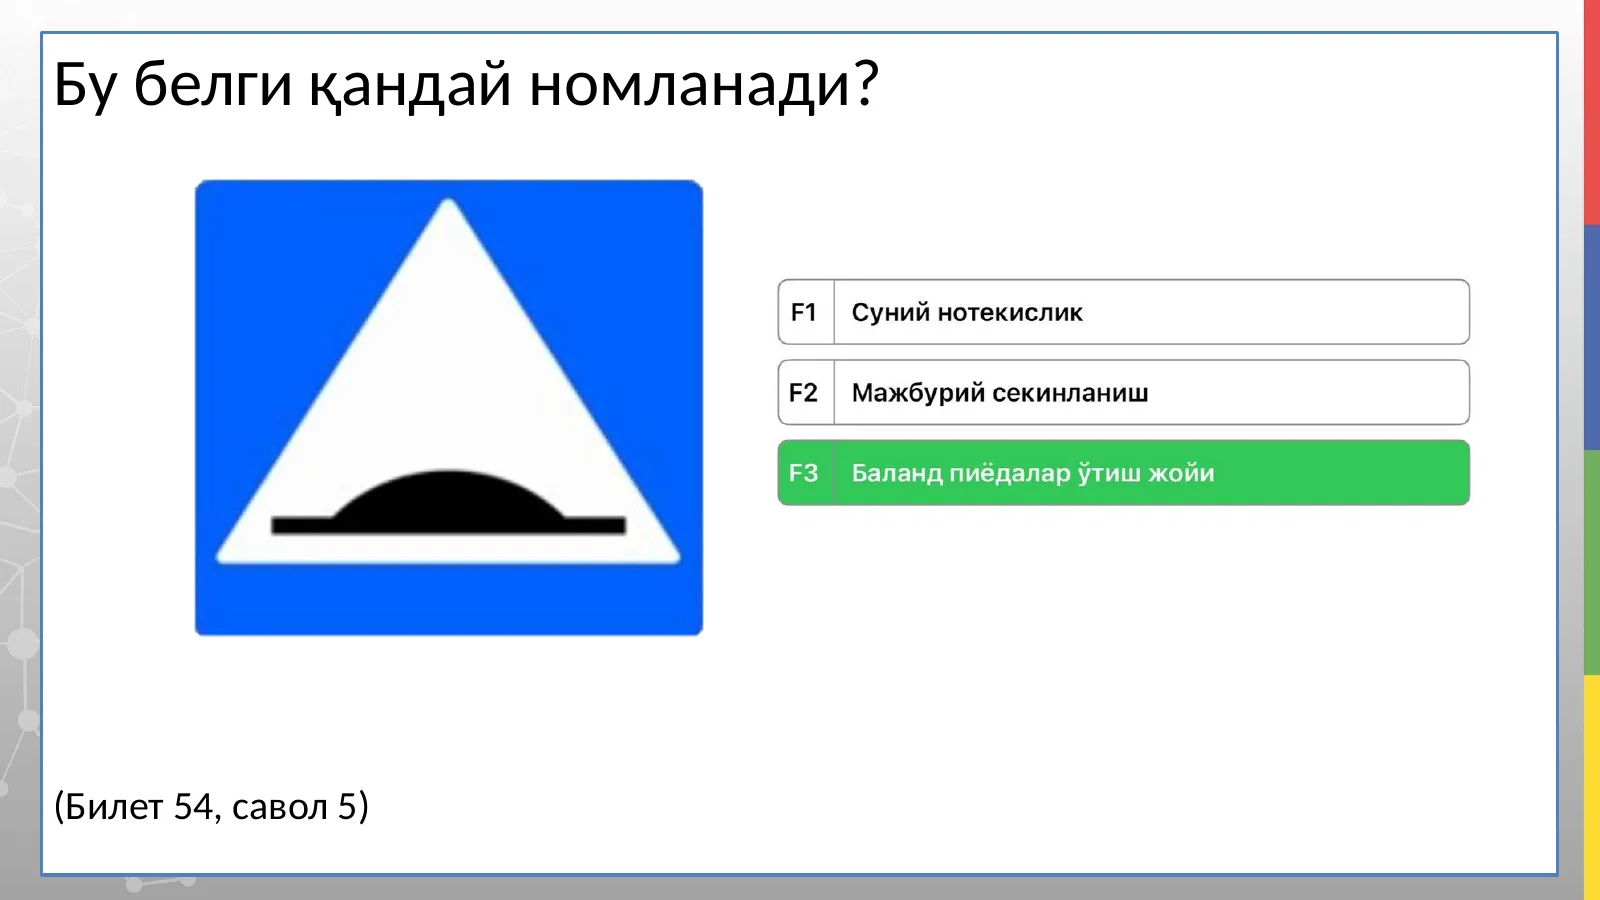 Бу белги қандай номланади?
F1 Суний нотекислик
F2 Мажбурий секинланиш
F3 Баланд пиёдалар ўтиш жойи
(Билет 54, савол 5)